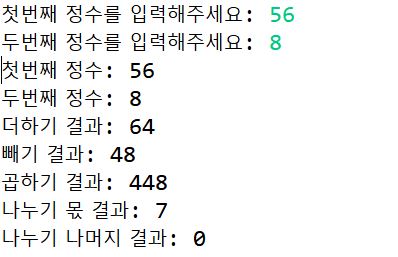 첫번째 정수를 입력해주세요: 56
두번째 정수를 입력해주세요: 8
첫번째 정수: 56
두번째 정수: 8
더하기 결과: 64
빼기 결과: 48
곱하기 결과: 448
나누기 몫 결과: 7
나누기 나머지 결과: 0